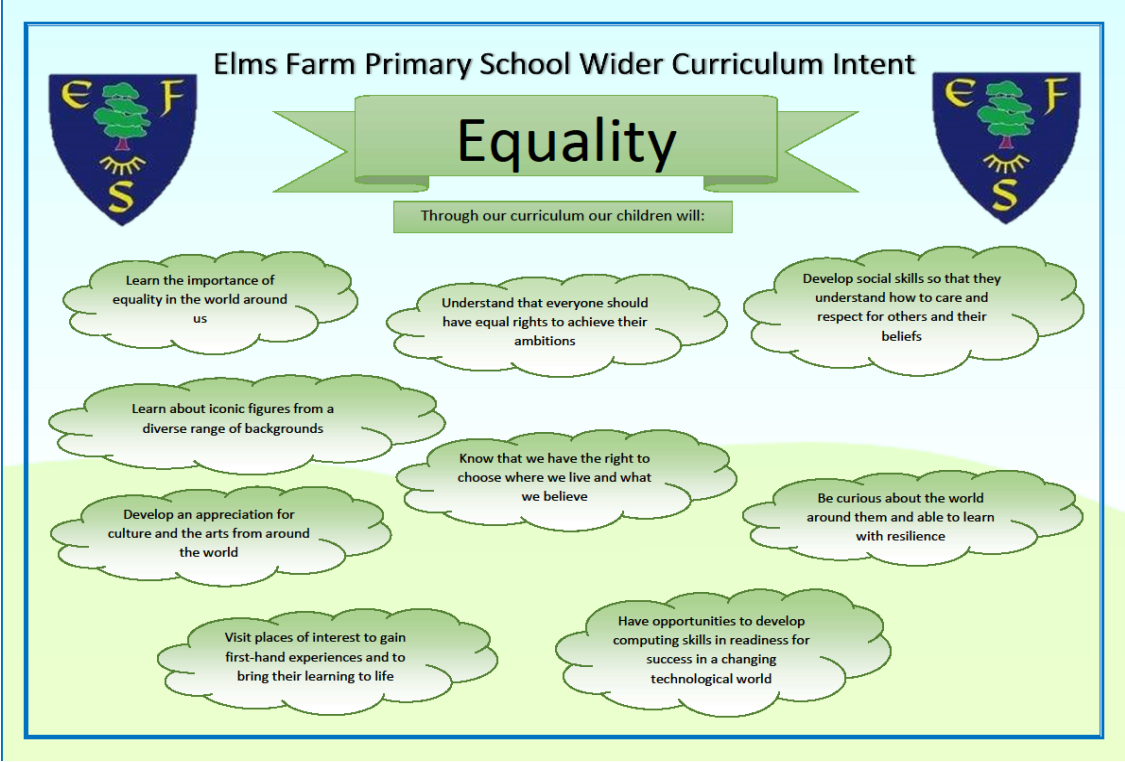 Elms Farm Primary School Wider Curriculum Intent
E F
S
E F
S
Equality
Through our curriculum our children will:
Learn the importance of
equality in the world around
us
Understand that everyone should
have equal rights to achieve their
ambitions
Develop social skills so that they
understand how to care and
respect for others and their
beliefs
Learn about iconic figures from a
diverse range of backgrounds
Know that we have the right to
choose where we live and what
we believe
Be curious about the world
around them and able to learn
with resilience
Develop an appreciation for
culture and the arts from around
the world
Visit places of interest to gain
first-hand experiences and to
bring their learning to life
Have opportunities to develop
computing skills in readiness for
success in a changing
technological world